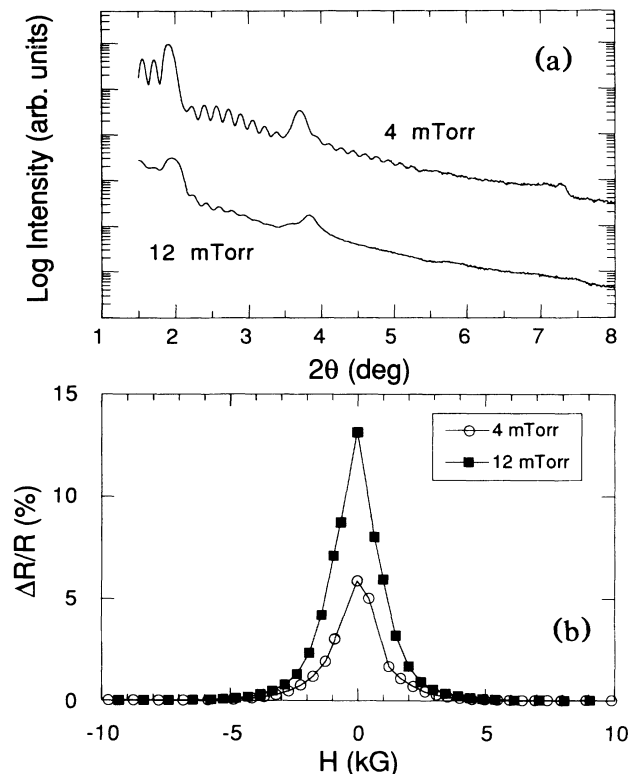 (a)
Log Intensity (arb. units)
4 mTorr
12 mTorr
1 2 3 4 5 6 7 8
2θ (deg)
15
10
5
0
ΔR/R (%)
4 mTorr
12 mTorr
(b)
-10 -5 0 5 10
H (kG)